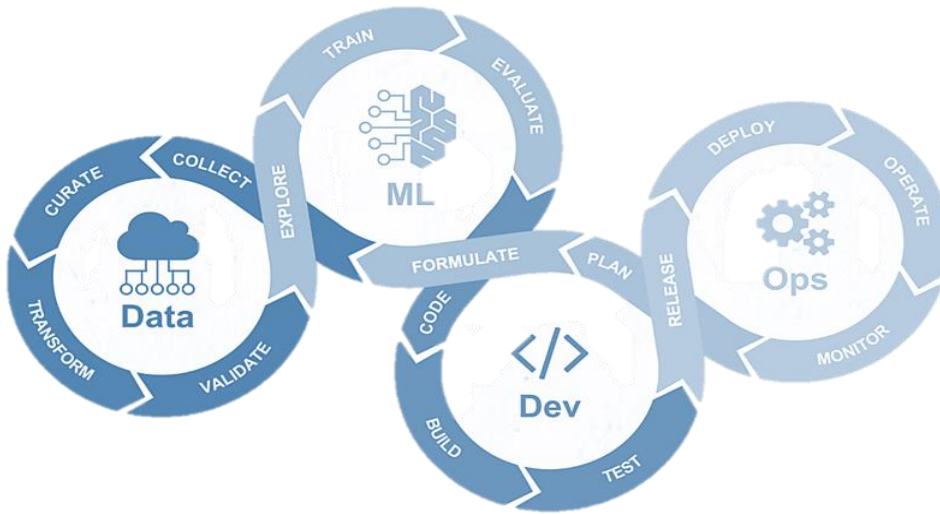 TRAIN
EVALUATE
ML
EXPLORE
COLLECT
CURATE
TRANSFORM
VALIDATE
Data
FORMULATE
PLAN
CODE
BUILD
TEST
Dev
RELEASE
DEPLOY
OPERATE
MONITOR
Ops